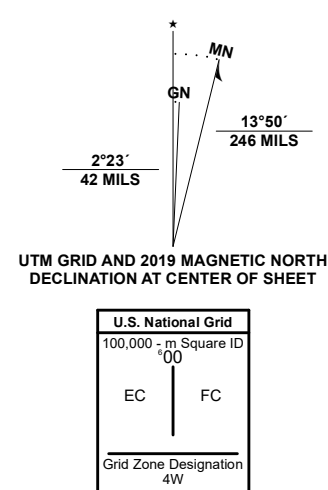 ★
MN
GN
13°50´
246 MILS
2°23´
42 MILS
UTM GRID AND 2019 MAGNETIC NORTH
DECLINATION AT CENTER OF SHEET
U.S. National Grid
100,000 - m Square ID
⁶00
EC FC
Grid Zone Designation
4W